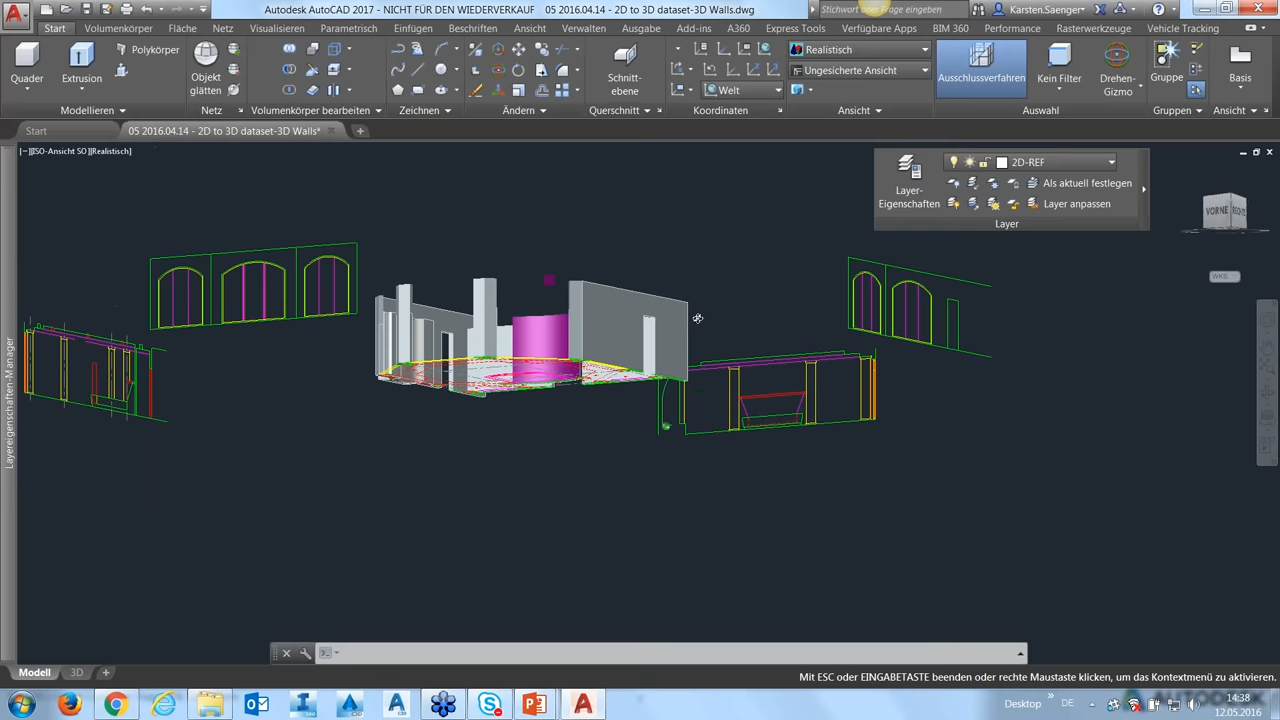 Autodesk AutoCAD 2017 - NICHT FÜR DEN WIEDERVERKAUF 05 2016.04.14 - 2D to 3D dataset-3D Walls.dwg
Stichwort oder Frage eingeben
Karsten.Saenger
Start Volumenkörper Fläche Netz Visualisieren Parametrisch Einfügen Beschriften Ansicht Verwalten Ausgabe Add-ins A360 Express Tools Verfügbare Apps BIM 360 Performance Rasterwerkzeuge Vehicle Tracking
Quader
Extrusion
Polykörper
Objekt
glätten
Schnitt-
ebene
Welt
Realistisch
Ungesicherte Ansicht
Ausschlussverfahren
Kein Filter
Drehen-
Gizmo
Gruppe
Basis
Modellieren
Netz
Volumenkörper bearbeiten
Zeichnen
Ändern
Querschnitt
Koordinaten
Ansicht
Auswahl
Gruppen
Ansicht
Start
05 2016.04.14 - 2D to 3D dataset-3D Walls*
[−][ISO-Ansicht SO][Realistisch]
2D-REF
Layer-
Eigenschaften
Als aktuell festlegen
Layer anpassen
Layer
VORNE
RECHTS
WKS
Layereigenschaften-Manager
Modell
3D
Mit ESC oder EINGABETASTE beenden oder rechte Maustaste klicken, um das Kontextmenü zu aktivieren.
Desktop
DE
14:38
12.05.2016